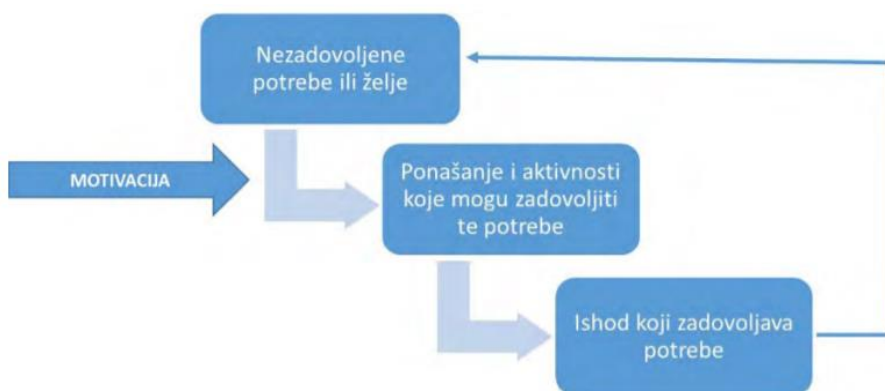 Nezadovoljene
potrebe ili želje
MOTIVACIJA
Ponašanje i aktivnosti
koje mogu zadovoljiti
te potrebe
Ishod koji zadovoljava
potrebe